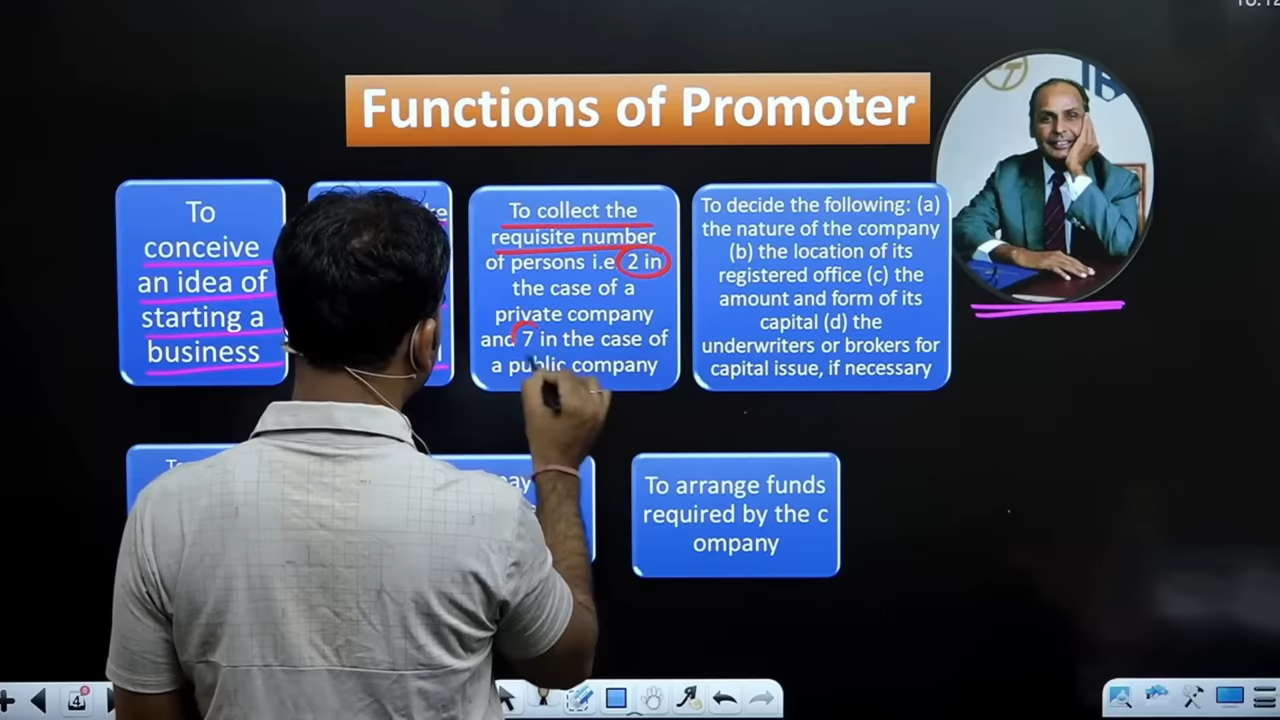 Functions of Promoter
To
conceive
an idea of
starting a
business
To collect the
requisite number
of persons i.e 2 in
the case of a
private company
and 7 in the case of
a public company
To decide the following: (a)
the nature of the company
(b) the location of its
registered office (c) the
amount and form of its
capital (d) the
underwriters or brokers for
capital issue, if necessary
To arrange funds
required by the c
ompany
4